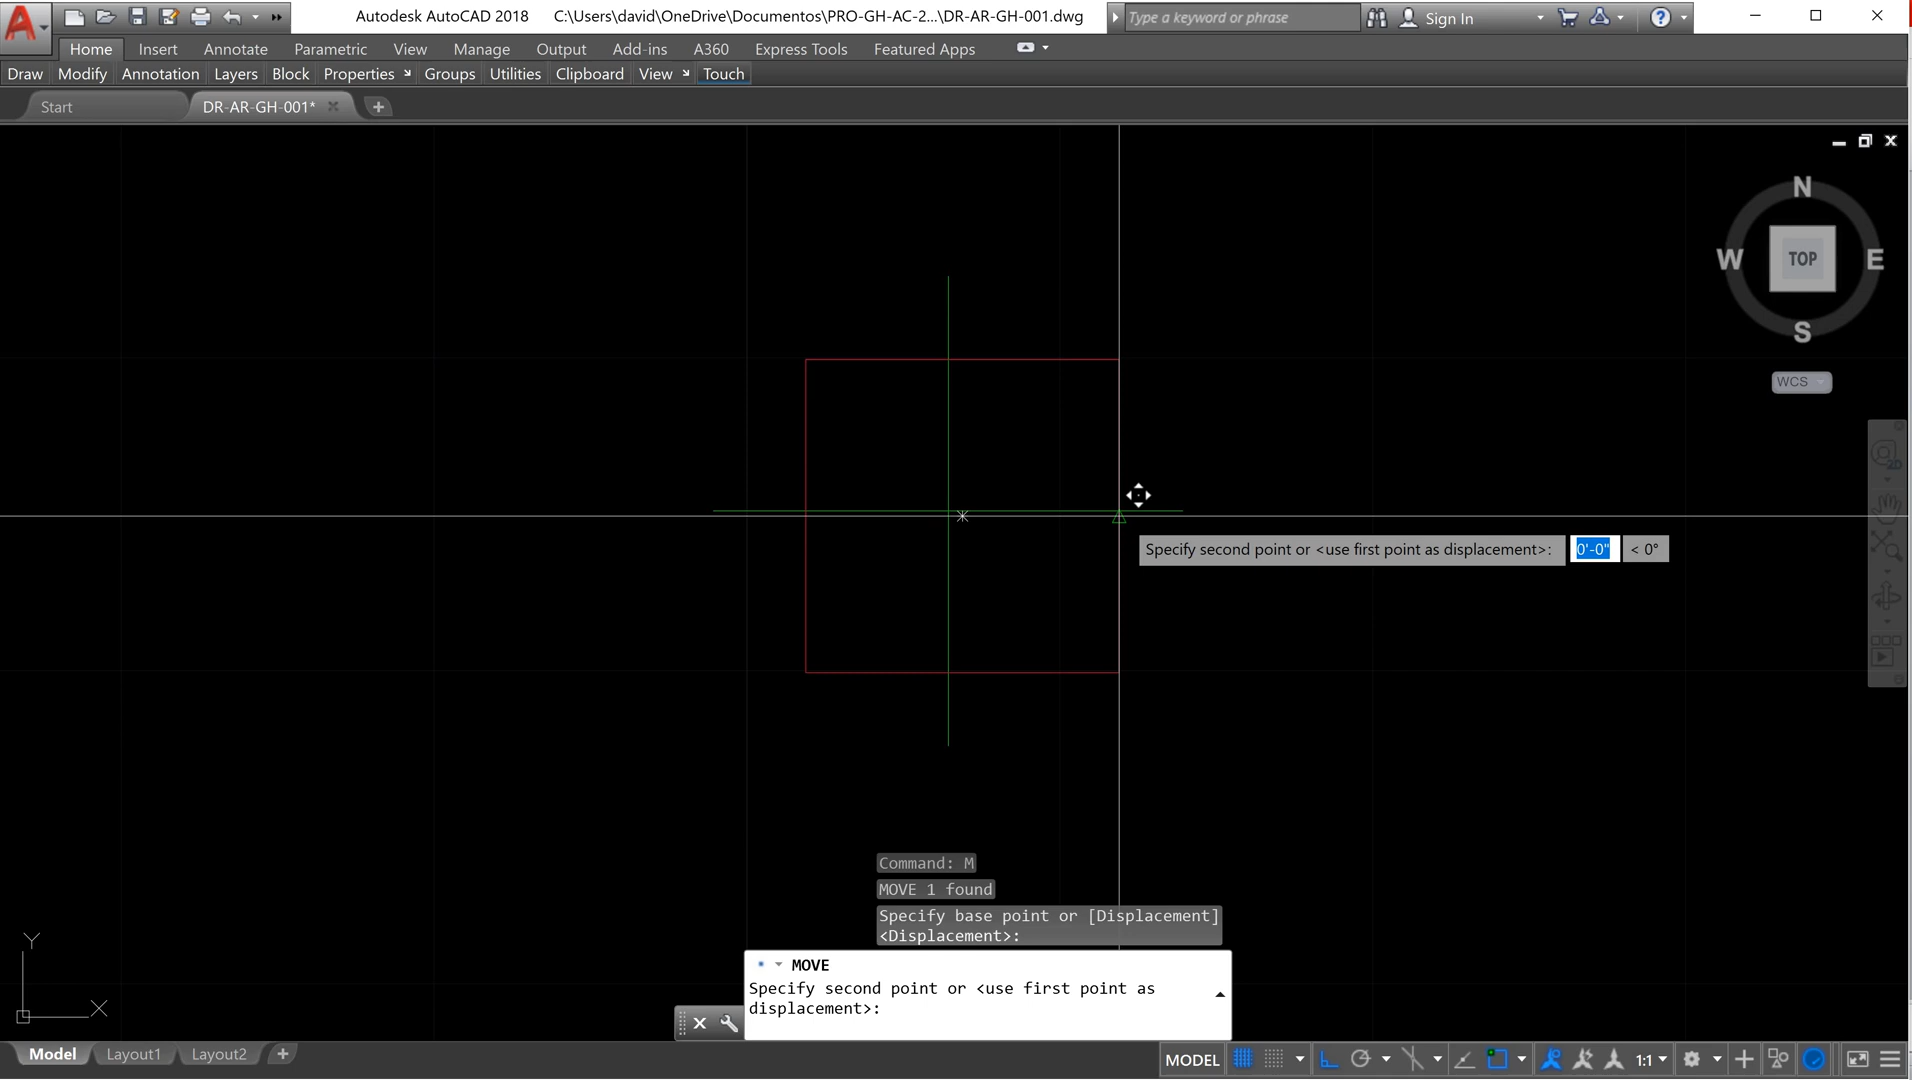 Autodesk AutoCAD 2018 C:\Users\david\OneDrive\Documentos\PRO-GH-AC-2...\DR-AR-GH-001.dwg Type a keyword or phrase Sign In ?
Home Insert Annotate Parametric View Manage Output Add-ins A360 Express Tools Featured Apps
Draw Modify Annotation Layers Block Properties Groups Utilities Clipboard View Touch
Start DR-AR-GH-001*
N
W TOP E
S
WCS
2D
Specify second point or <use first point as displacement>: 0'-0" < 0°
Command: M
MOVE 1 found
Specify base point or [Displacement]
<Displacement>:
MOVE
Specify second point or <use first point as
displacement>:
Y
X
Model Layout1 Layout2 MODEL 1:1